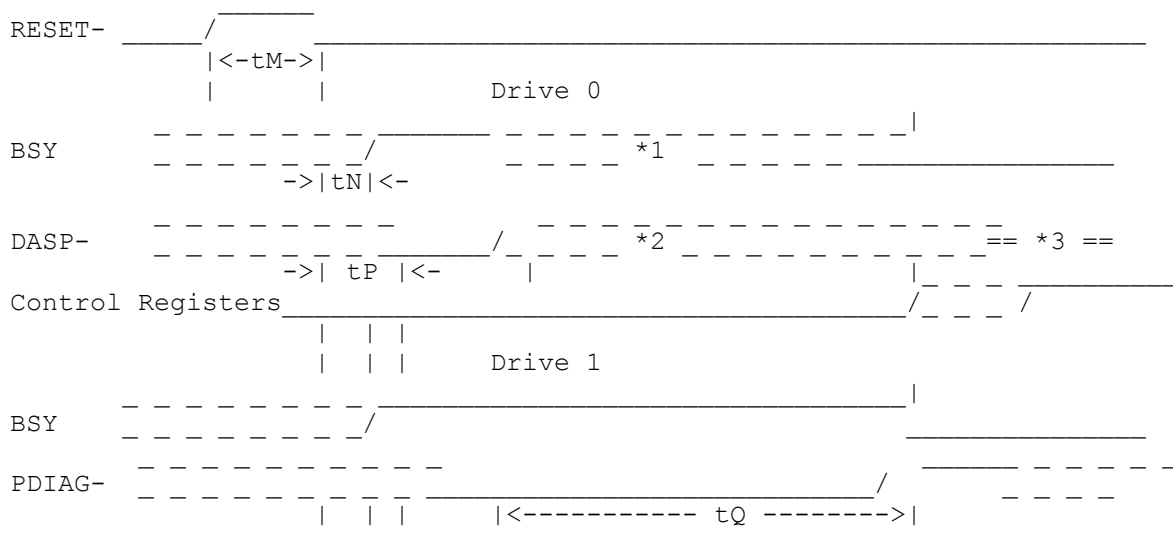 RESET-
|<-tM->|
Drive 0
BSY *1
->|tN|<-
DASP- *2 == *3 ==
->| tP |<-
Control Registers
Drive 1
BSY
PDIAG-
|<----------- tQ -------->|